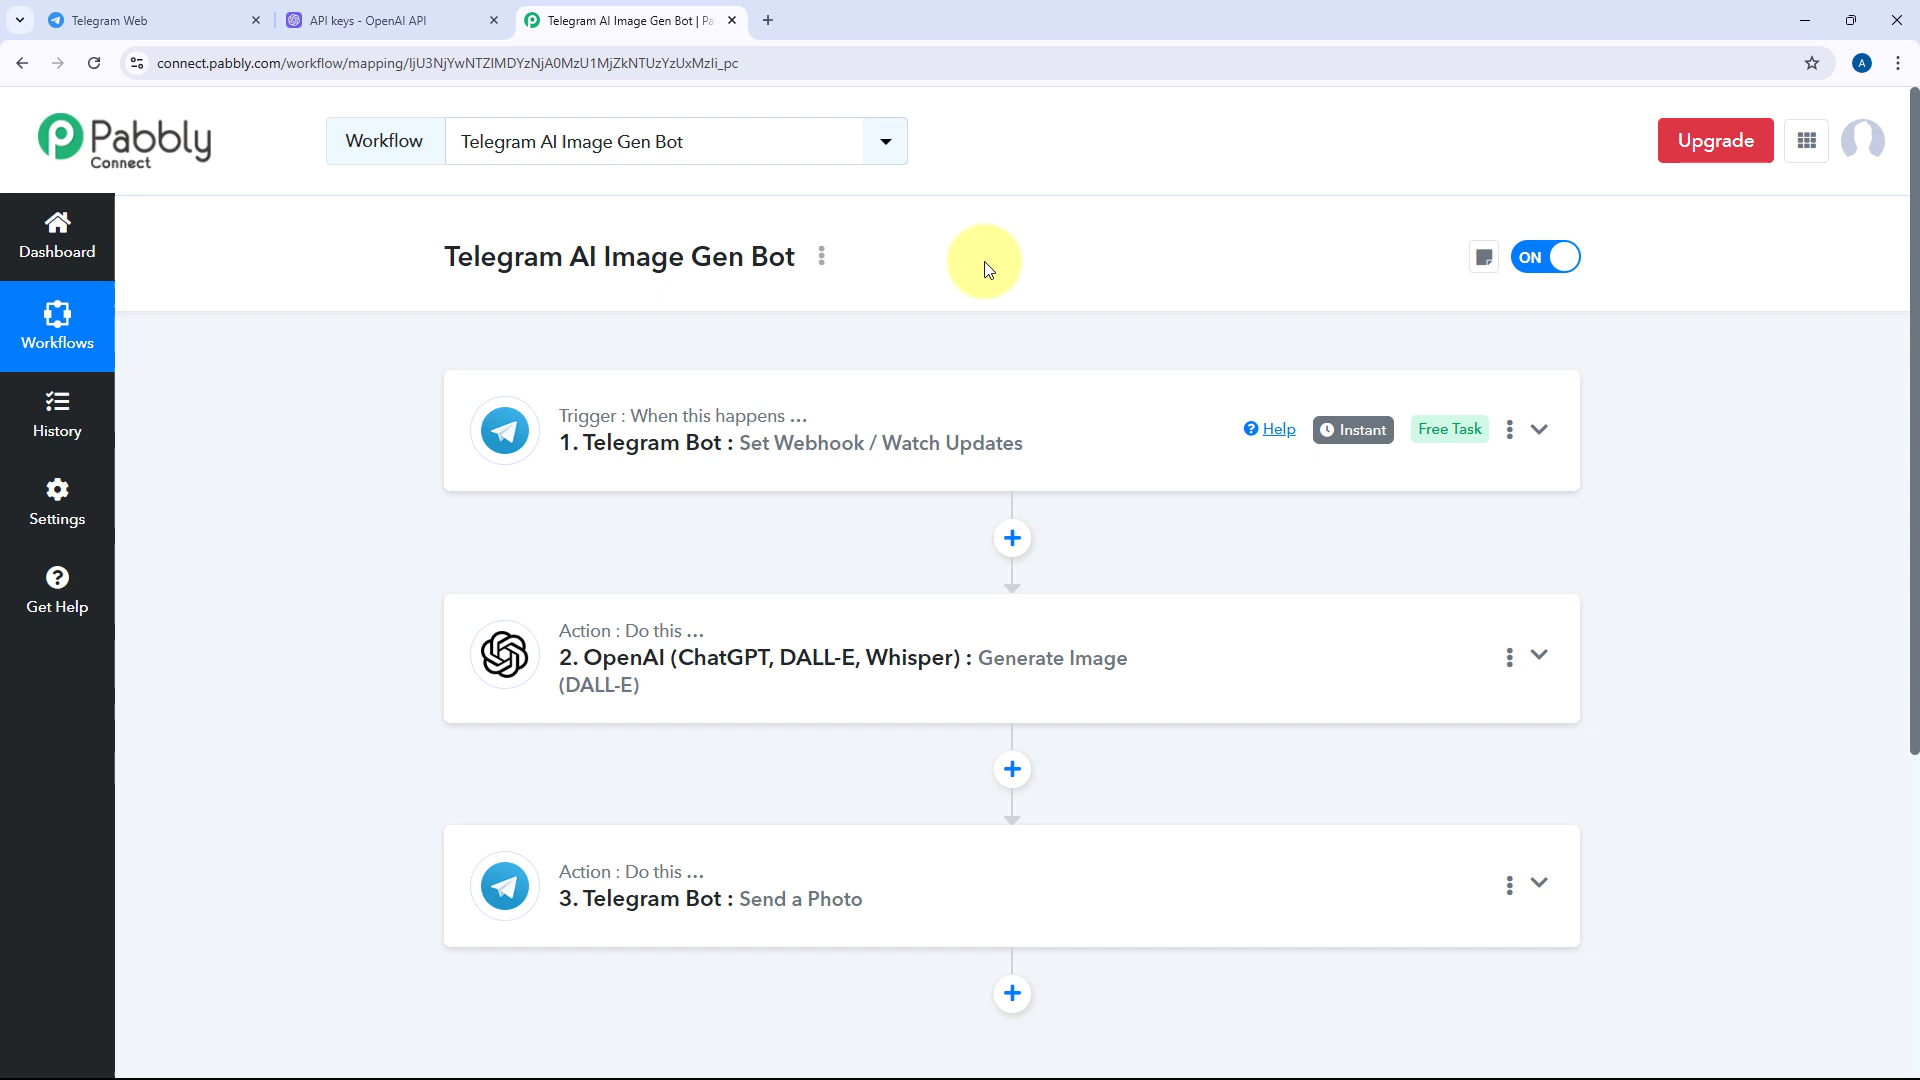 Telegram Web
API keys - OpenAI API
Telegram AI Image Gen Bot | Pa
connect.pabbly.com/workflow/mapping/IjU3NjYwNTZlMDYzNjA0MzU1MjZkNTUzYzUxMzIi_pc
A
Pabbly
Connect
Workflow
Telegram AI Image Gen Bot
Upgrade
Dashboard
Workflows
History
Settings
Get Help
Telegram AI Image Gen Bot
ON
Trigger : When this happens ...
1. Telegram Bot : Set Webhook / Watch Updates
Help
Instant
Free Task
Action : Do this ...
2. OpenAI (ChatGPT, DALL-E, Whisper) : Generate Image
(DALL-E)
Action : Do this ...
3. Telegram Bot : Send a Photo